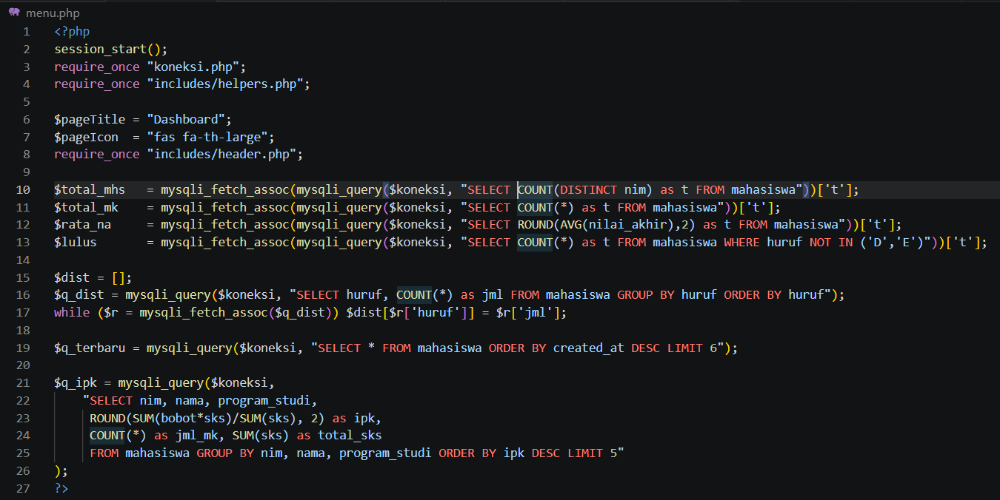 menu.php
1 <?php
2 session_start();
3 require_once "koneksi.php";
4 require_once "includes/helpers.php";
5
6 $pageTitle = "Dashboard";
7 $pageIcon  = "fas fa-th-large";
8 require_once "includes/header.php";
9
10 $total_mhs   = mysqli_fetch_assoc(mysqli_query($koneksi, "SELECT COUNT(DISTINCT nim) as t FROM mahasiswa"))['t'];
11 $total_mk    = mysqli_fetch_assoc(mysqli_query($koneksi, "SELECT COUNT(*) as t FROM mahasiswa"))['t'];
12 $rata_na     = mysqli_fetch_assoc(mysqli_query($koneksi, "SELECT ROUND(AVG(nilai_akhir),2) as t FROM mahasiswa"))['t'];
13 $lulus       = mysqli_fetch_assoc(mysqli_query($koneksi, "SELECT COUNT(*) as t FROM mahasiswa WHERE huruf NOT IN ('D','E')"))['t'];
14
15 $dist = [];
16 $q_dist = mysqli_query($koneksi, "SELECT huruf, COUNT(*) as jml FROM mahasiswa GROUP BY huruf ORDER BY huruf");
17 while ($r = mysqli_fetch_assoc($q_dist)) $dist[$r['huruf']] = $r['jml'];
18
19 $q_terbaru = mysqli_query($koneksi, "SELECT * FROM mahasiswa ORDER BY created_at DESC LIMIT 6");
20
21 $q_ipk = mysqli_query($koneksi,
22     "SELECT nim, nama, program_studi,
23      ROUND(SUM(bobot*sks)/SUM(sks), 2) as ipk,
24      COUNT(*) as jml_mk, SUM(sks) as total_sks
25      FROM mahasiswa GROUP BY nim, nama, program_studi ORDER BY ipk DESC LIMIT 5"
26 );
27 ?>